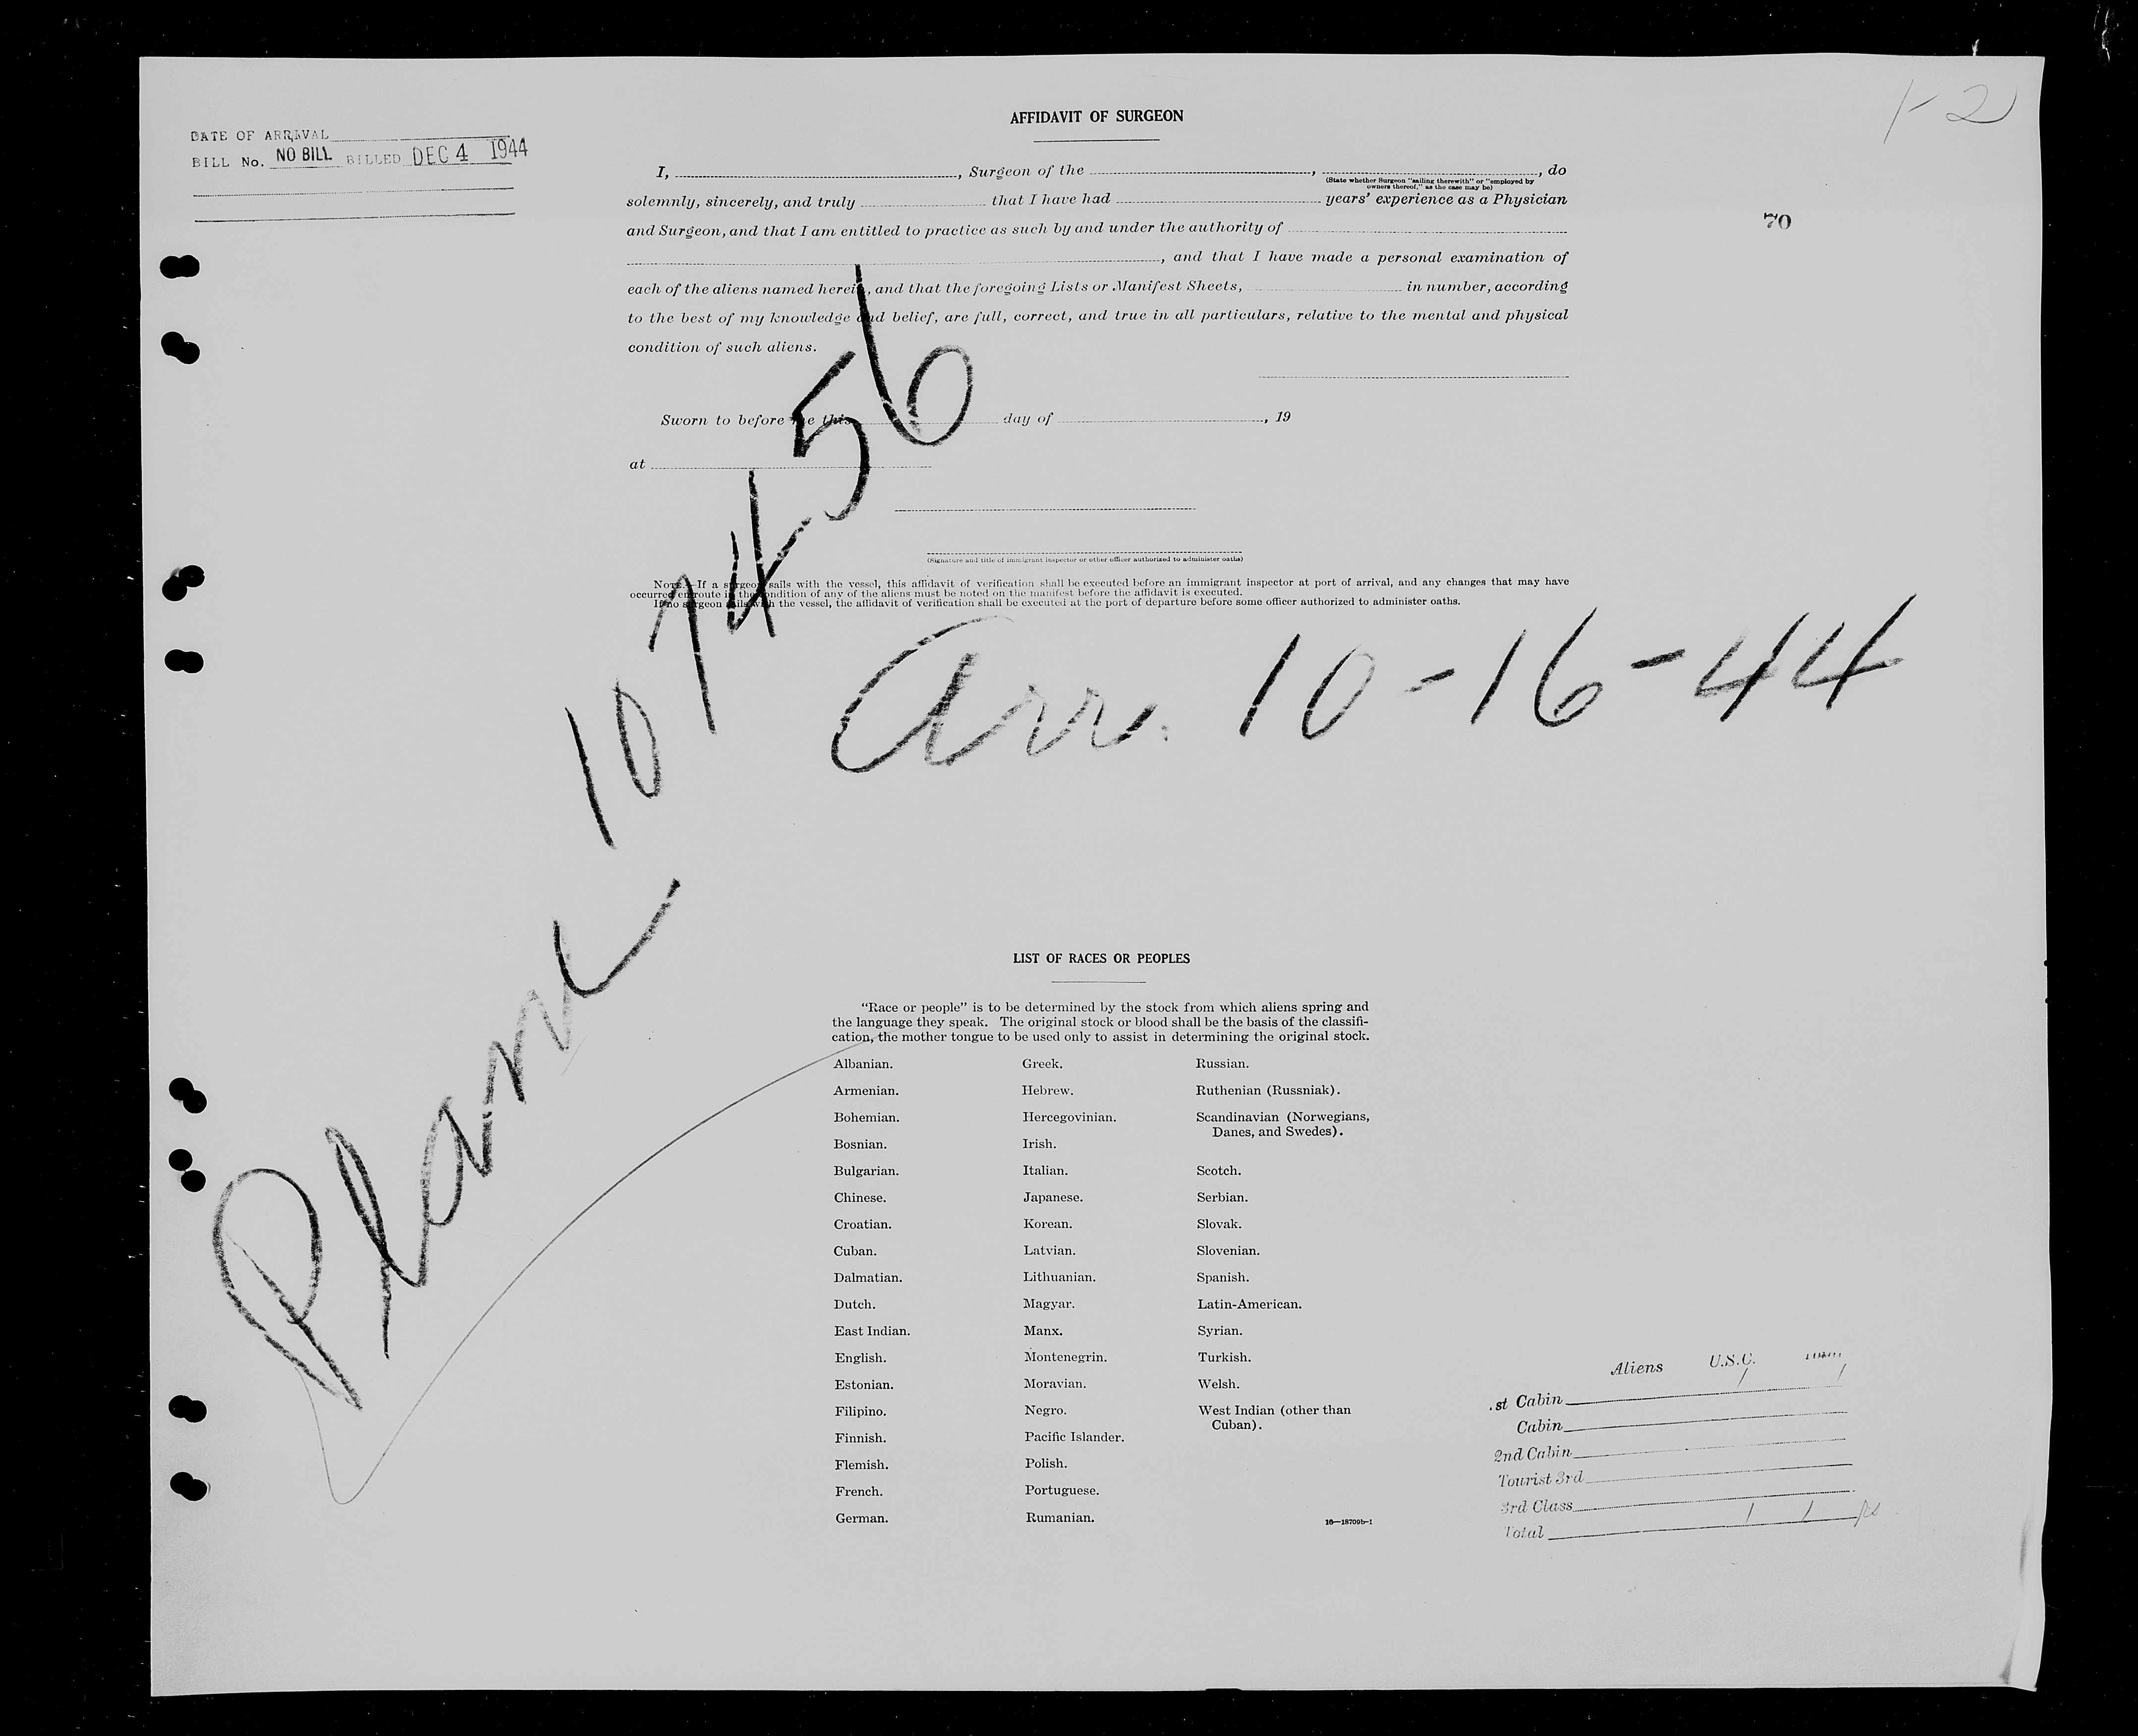 1-2
DATE OF ARRIVAL
BILL No. NO BILL BILLED DEC 4 1944
AFFIDAVIT OF SURGEON
I, , Surgeon of the , , do
(State whether Surgeon "sailing therewith" or "employed by
owners thereof," as the case may be)
solemnly, sincerely, and truly that I have had years' experience as a Physician
70
and Surgeon, and that I am entitled to practice as such by and under the authority of
, and that I have made a personal examination of
each of the aliens named herein, and that the foregoing Lists or Manifest Sheets, in number, according
to the best of my knowledge and belief, are full, correct, and true in all particulars, relative to the mental and physical
condition of such aliens.
Sworn to before me this day of , 19
at
(Signature and title of immigrant inspector or other officer authorized to administer oaths)
NOTE.—If a surgeon sails with the vessel, this affidavit of verification shall be executed before an immigrant inspector at port of arrival, and any changes that may have
occurred en route in the condition of any of the aliens must be noted on the manifest before the affidavit is executed.
If no surgeon sails with the vessel, the affidavit of verification shall be executed at the port of departure before some officer authorized to administer oaths.
Plane 107456
Arr. 10-16-44
LIST OF RACES OR PEOPLES
"Race or people" is to be determined by the stock from which aliens spring and
the language they speak. The original stock or blood shall be the basis of the classifi-
cation, the mother tongue to be used only to assist in determining the original stock.
Albanian.
Armenian.
Bohemian.
Bosnian.
Bulgarian.
Chinese.
Croatian.
Cuban.
Dalmatian.
Dutch.
East Indian.
English.
Estonian.
Filipino.
Finnish.
Flemish.
French.
German.
Greek.
Hebrew.
Hercegovinian.
Irish.
Italian.
Japanese.
Korean.
Latvian.
Lithuanian.
Magyar.
Manx.
Montenegrin.
Moravian.
Negro.
Pacific Islander.
Polish.
Portuguese.
Rumanian.
Russian.
Ruthenian (Russniak).
Scandinavian (Norwegians,
Danes, and Swedes).
Scotch.
Serbian.
Slovak.
Slovenian.
Spanish.
Latin-American.
Syrian.
Turkish.
Welsh.
West Indian (other than
Cuban).
16—18709b-1
Aliens U.S.C.
st Cabin 1 1
Cabin
2nd Cabin
Tourist 3rd
3rd Class
Total 1 1